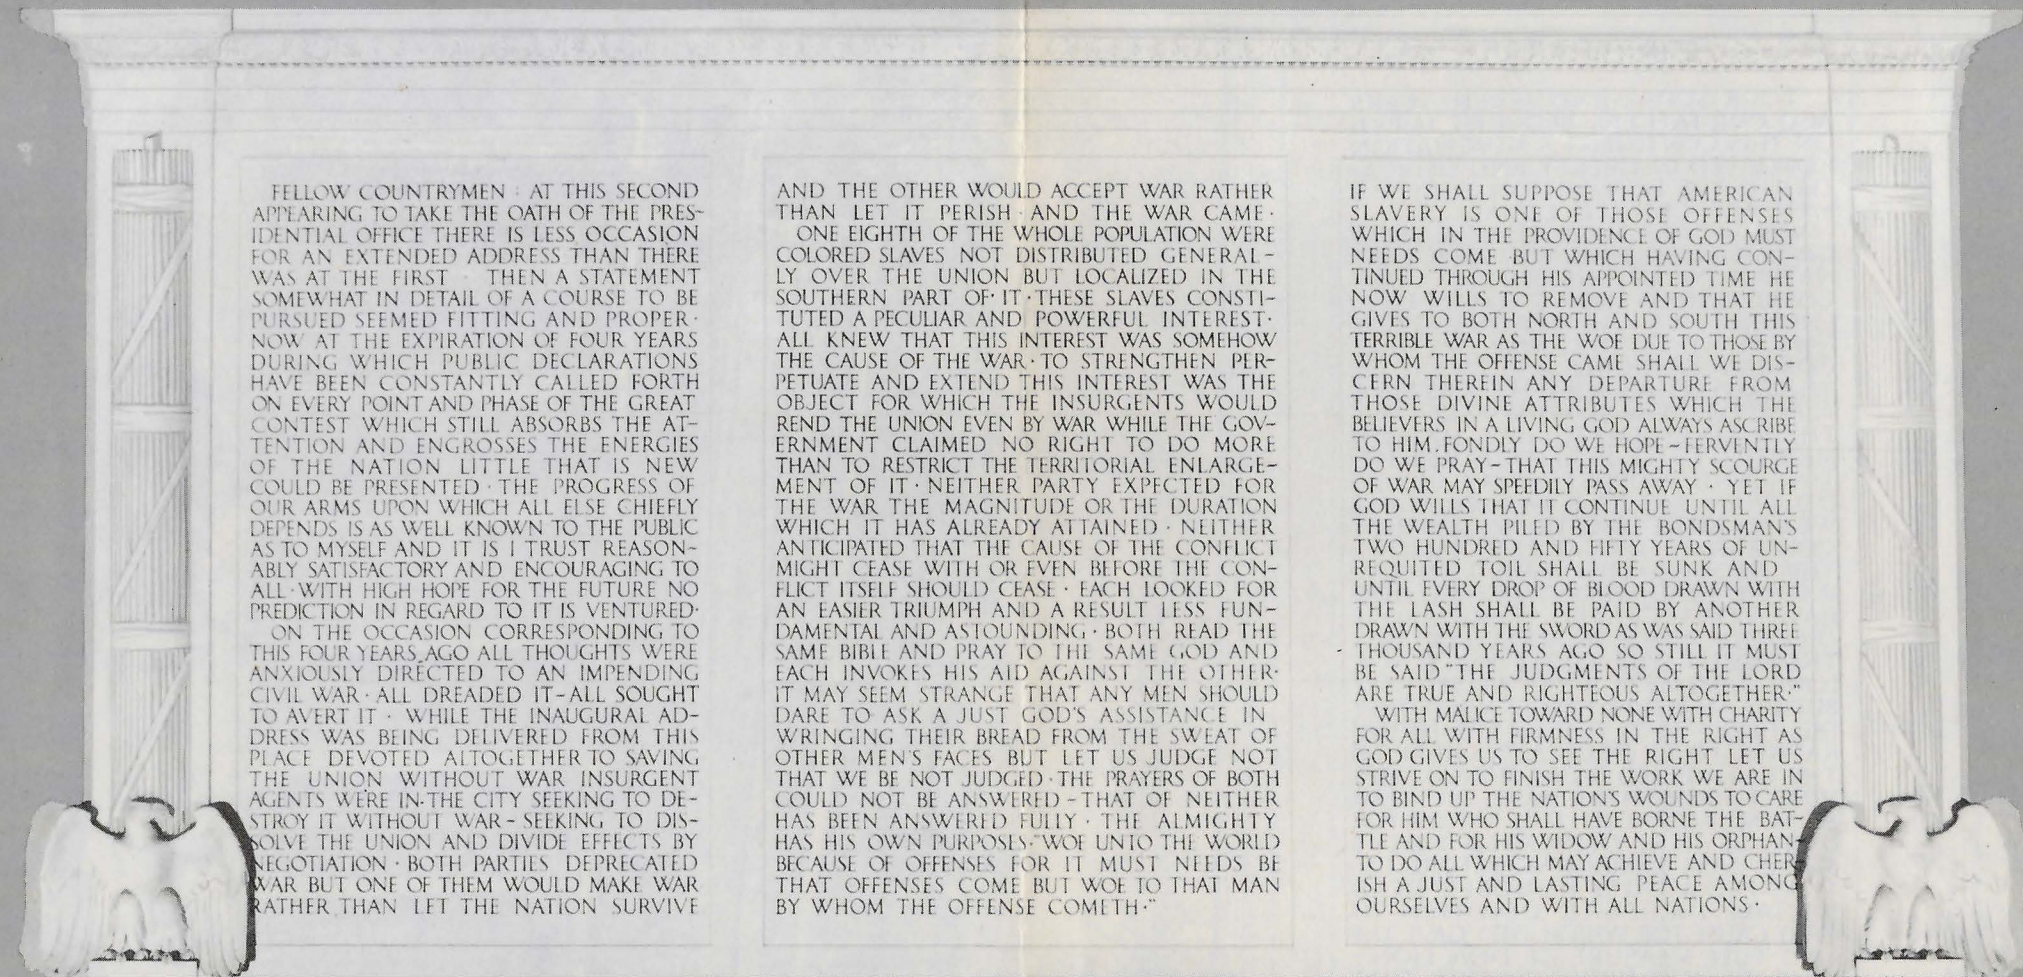 FELLOW COUNTRYMEN : AT THIS SECOND
APPEARING TO TAKE THE OATH OF THE PRES-
IDENTIAL OFFICE THERE IS LESS OCCASION
FOR AN EXTENDED ADDRESS THAN THERE
WAS AT THE FIRST · THEN A STATEMENT
SOMEWHAT IN DETAIL OF A COURSE TO BE
PURSUED SEEMED FITTING AND PROPER ·
NOW AT THE EXPIRATION OF FOUR YEARS
DURING WHICH PUBLIC DECLARATIONS
HAVE BEEN CONSTANTLY CALLED FORTH
ON EVERY POINT AND PHASE OF THE GREAT
CONTEST WHICH STILL ABSORBS THE AT-
TENTION AND ENGROSSES THE ENERGIES
OF THE NATION LITTLE THAT IS NEW
COULD BE PRESENTED · THE PROGRESS OF
OUR ARMS UPON WHICH ALL ELSE CHIEFLY
DEPENDS IS AS WELL KNOWN TO THE PUBLIC
AS TO MYSELF AND IT IS I TRUST REASON-
ABLY SATISFACTORY AND ENCOURAGING TO
ALL · WITH HIGH HOPE FOR THE FUTURE NO
PREDICTION IN REGARD TO IT IS VENTURED ·
ON THE OCCASION CORRESPONDING TO
THIS FOUR YEARS AGO ALL THOUGHTS WERE
ANXIOUSLY DIRECTED TO AN IMPENDING
CIVIL WAR · ALL DREADED IT - ALL SOUGHT
TO AVERT IT · WHILE THE INAUGURAL AD-
DRESS WAS BEING DELIVERED FROM THIS
PLACE DEVOTED ALTOGETHER TO SAVING
THE UNION WITHOUT WAR INSURGENT
AGENTS WERE IN THE CITY SEEKING TO DE-
STROY IT WITHOUT WAR - SEEKING TO DIS-
SOLVE THE UNION AND DIVIDE EFFECTS BY
NEGOTIATION · BOTH PARTIES DEPRECATED
WAR BUT ONE OF THEM WOULD MAKE WAR
RATHER THAN LET THE NATION SURVIVE
AND THE OTHER WOULD ACCEPT WAR RATHER
THAN LET IT PERISH · AND THE WAR CAME ·
ONE EIGHTH OF THE WHOLE POPULATION WERE
COLORED SLAVES NOT DISTRIBUTED GENERAL-
LY OVER THE UNION BUT LOCALIZED IN THE
SOUTHERN PART OF IT · THESE SLAVES CONSTI-
TUTED A PECULIAR AND POWERFUL INTEREST ·
ALL KNEW THAT THIS INTEREST WAS SOMEHOW
THE CAUSE OF THE WAR · TO STRENGTHEN PER-
PETUATE AND EXTEND THIS INTEREST WAS THE
OBJECT FOR WHICH THE INSURGENTS WOULD
REND THE UNION EVEN BY WAR WHILE THE GOV-
ERNMENT CLAIMED NO RIGHT TO DO MORE
THAN TO RESTRICT THE TERRITORIAL ENLARGE-
MENT OF IT · NEITHER PARTY EXPECTED FOR
THE WAR THE MAGNITUDE OR THE DURATION
WHICH IT HAS ALREADY ATTAINED · NEITHER
ANTICIPATED THAT THE CAUSE OF THE CONFLICT
MIGHT CEASE WITH OR EVEN BEFORE THE CON-
FLICT ITSELF SHOULD CEASE · EACH LOOKED FOR
AN EASIER TRIUMPH AND A RESULT LESS FUN-
DAMENTAL AND ASTOUNDING · BOTH READ THE
SAME BIBLE AND PRAY TO THE SAME GOD AND
EACH INVOKES HIS AID AGAINST THE OTHER ·
IT MAY SEEM STRANGE THAT ANY MEN SHOULD
DARE TO ASK A JUST GOD'S ASSISTANCE IN
WRINGING THEIR BREAD FROM THE SWEAT OF
OTHER MEN'S FACES BUT LET US JUDGE NOT
THAT WE BE NOT JUDGED · THE PRAYERS OF BOTH
COULD NOT BE ANSWERED - THAT OF NEITHER
HAS BEEN ANSWERED FULLY · THE ALMIGHTY
HAS HIS OWN PURPOSES · "WOE UNTO THE WORLD
BECAUSE OF OFFENSES FOR IT MUST NEEDS BE
THAT OFFENSES COME BUT WOE TO THAT MAN
BY WHOM THE OFFENSE COMETH · "
IF WE SHALL SUPPOSE THAT AMERICAN
SLAVERY IS ONE OF THOSE OFFENSES
WHICH IN THE PROVIDENCE OF GOD MUST
NEEDS COME BUT WHICH HAVING CON-
TINUED THROUGH HIS APPOINTED TIME HE
NOW WILLS TO REMOVE AND THAT HE
GIVES TO BOTH NORTH AND SOUTH THIS
TERRIBLE WAR AS THE WOE DUE TO THOSE BY
WHOM THE OFFENSE CAME SHALL WE DIS-
CERN THEREIN ANY DEPARTURE FROM
THOSE DIVINE ATTRIBUTES WHICH THE
BELIEVERS IN A LIVING GOD ALWAYS ASCRIBE
TO HIM . FONDLY DO WE HOPE - FERVENTLY
DO WE PRAY - THAT THIS MIGHTY SCOURGE
OF WAR MAY SPEEDILY PASS AWAY · YET IF
GOD WILLS THAT IT CONTINUE UNTIL ALL
THE WEALTH PILED BY THE BONDSMAN'S
TWO HUNDRED AND FIFTY YEARS OF UN-
REQUITED TOIL SHALL BE SUNK AND
UNTIL EVERY DROP OF BLOOD DRAWN WITH
THE LASH SHALL BE PAID BY ANOTHER
DRAWN WITH THE SWORD AS WAS SAID THREE
THOUSAND YEARS AGO SO STILL IT MUST
BE SAID "THE JUDGMENTS OF THE LORD
ARE TRUE AND RIGHTEOUS ALTOGETHER · "
WITH MALICE TOWARD NONE WITH CHARITY
FOR ALL WITH FIRMNESS IN THE RIGHT AS
GOD GIVES US TO SEE THE RIGHT LET US
STRIVE ON TO FINISH THE WORK WE ARE IN
TO BIND UP THE NATION'S WOUNDS TO CARE
FOR HIM WHO SHALL HAVE BORNE THE BAT-
TLE AND FOR HIS WIDOW AND HIS ORPHAN-
TO DO ALL WHICH MAY ACHIEVE AND CHER
ISH A JUST AND LASTING PEACE AMONG
OURSELVES AND WITH ALL NATIONS ·